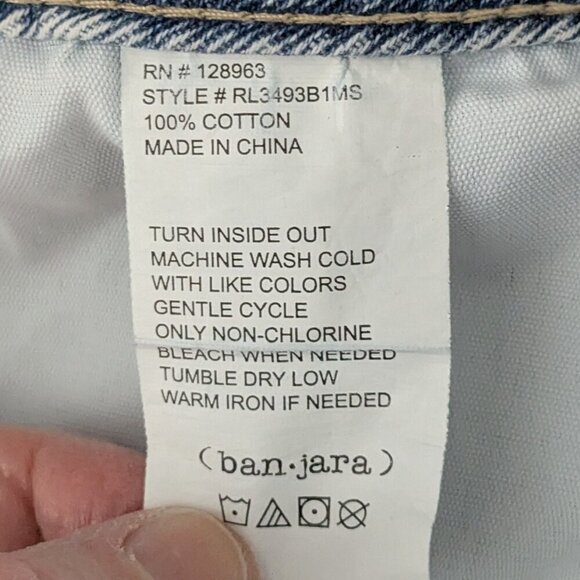 RN # 128963
STYLE # RL3493B1MS
100% COTTON
MADE IN CHINA
TURN INSIDE OUT
MACHINE WASH COLD
WITH LIKE COLORS
GENTLE CYCLE
ONLY NON-CHLORINE
BLEACH WHEN NEEDED
TUMBLE DRY LOW
WARM IRON IF NEEDED
(ban·jara)